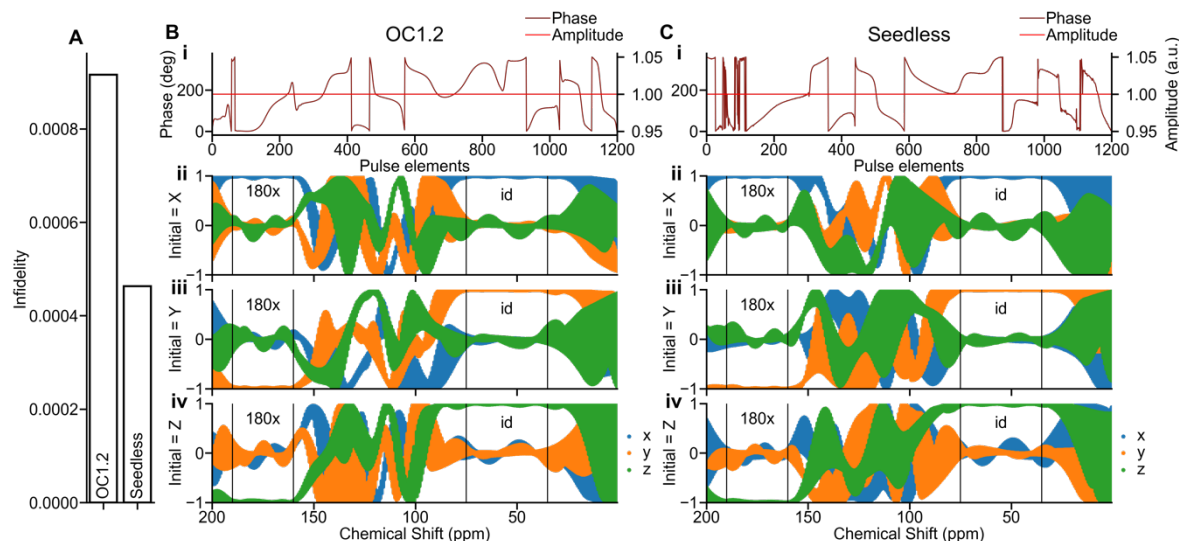 A
Infidelity
0.0008
0.0006
0.0004
0.0002
0.0000
OC1.2
Seedless
B
OC1.2
Phase
Amplitude
i
Phase (deg)
200
0
1.05
1.00
0.95
0 200 400 600 800 1000 1200
Pulse elements
ii
Initial = X
1
0
−1
180x
id
iii
Initial = Y
1
0
−1
180x
id
iv
Initial = Z
1
0
−1
180x
id
x
y
z
200 150 100 50
Chemical Shift (ppm)
C
Seedless
Phase
Amplitude
i
200
0
1.05
1.00
0.95
Amplitude (a.u.)
0 200 400 600 800 1000 1200
Pulse elements
ii
Initial = X
1
0
−1
180x
id
iii
Initial = Y
1
0
−1
180x
id
iv
Initial = Z
1
0
−1
180x
id
x
y
z
200 150 100 50
Chemical Shift (ppm)